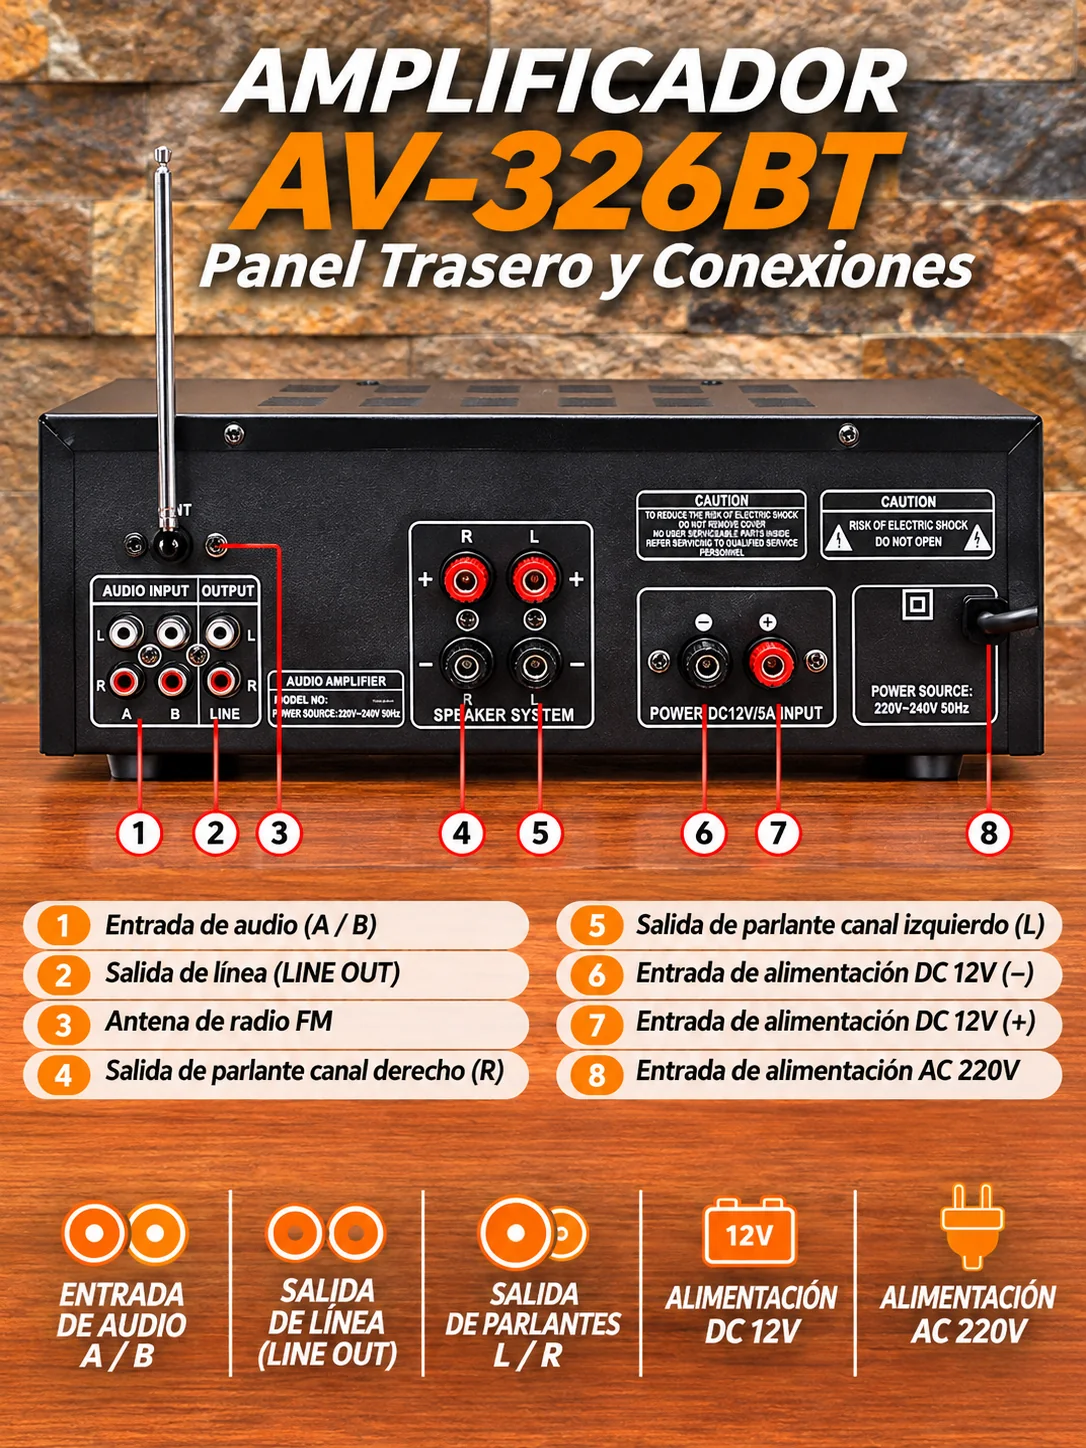 AMPLIFICADOR
AV-326BT
Panel Trasero y Conexiones
NT
AUDIO INPUT OUTPUT
L L
R R
A B LINE
AUDIO AMPLIFIER
MODEL NO:
POWER SOURCE:220V~240V 50Hz
R L
+ +
− −
R L
SPEAKER SYSTEM
CAUTION
TO REDUCE THE RISK OF ELECTRIC SHOCK
DO NOT REMOVE COVER
NO USER SERVICEABLE PARTS INSIDE
REFER SERVICING TO QUALIFIED SERVICE
PERSONNEL
CAUTION
RISK OF ELECTRIC SHOCK
DO NOT OPEN
− +
POWER DC12V/5A INPUT
POWER SOURCE:
220V~240V 50Hz
1 2 3 4 5 6 7 8
1 Entrada de audio (A / B)
2 Salida de línea (LINE OUT)
3 Antena de radio FM
4 Salida de parlante canal derecho (R)
5 Salida de parlante canal izquierdo (L)
6 Entrada de alimentación DC 12V (–)
7 Entrada de alimentación DC 12V (+)
8 Entrada de alimentación AC 220V
ENTRADA
DE AUDIO
A / B
SALIDA
DE LÍNEA
(LINE OUT)
SALIDA
DE PARLANTES
L / R
12V
ALIMENTACIÓN
DC 12V
ALIMENTACIÓN
AC 220V